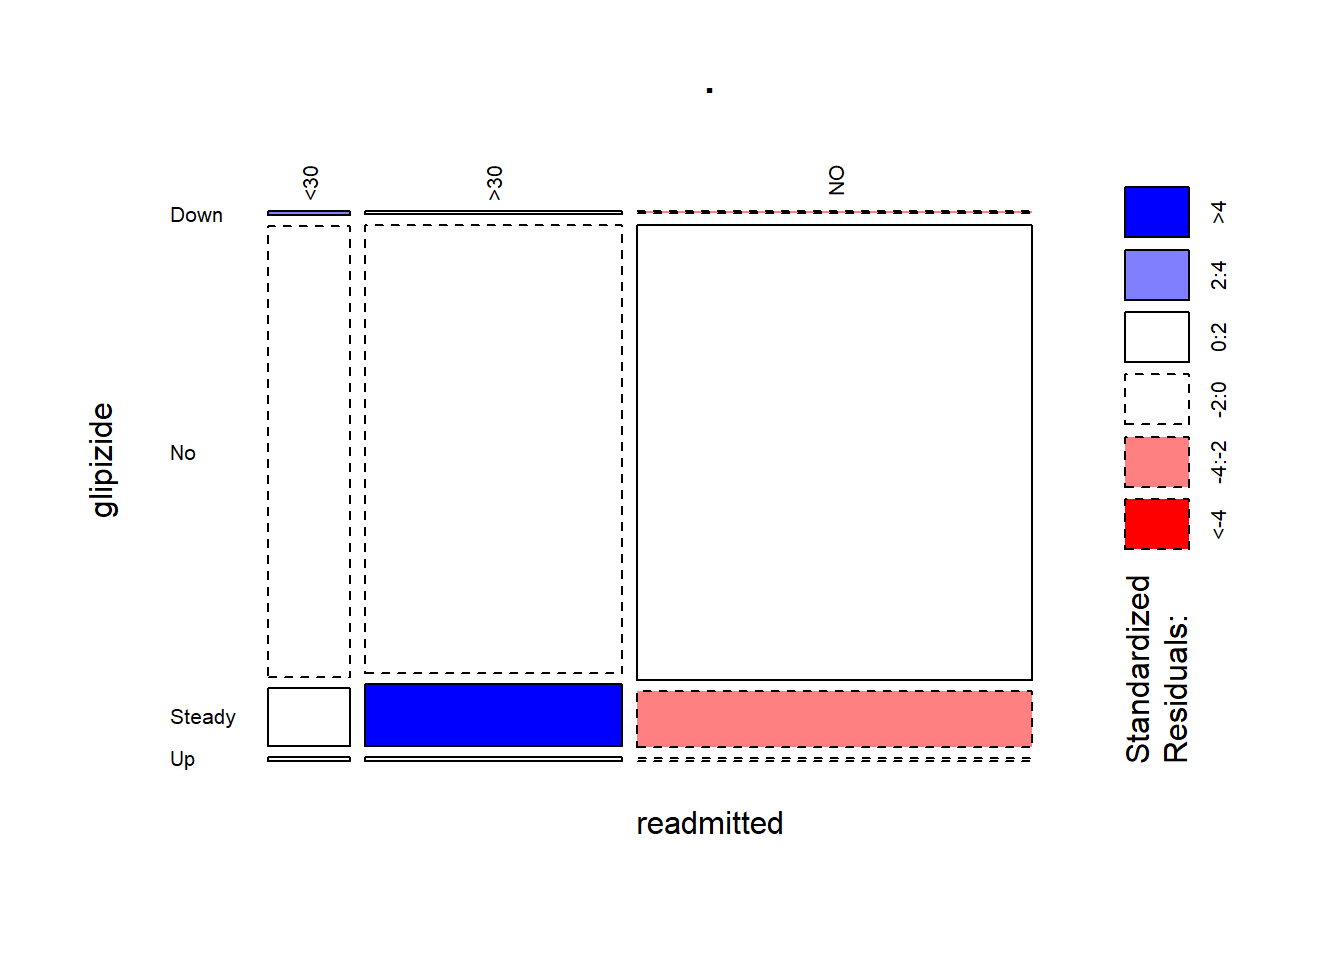 .
<30
>30
NO
Down
No
Steady
Up
glipizide
readmitted
>4
2:4
0:2
-2:0
-4:-2
<-4
Standardized
Residuals: